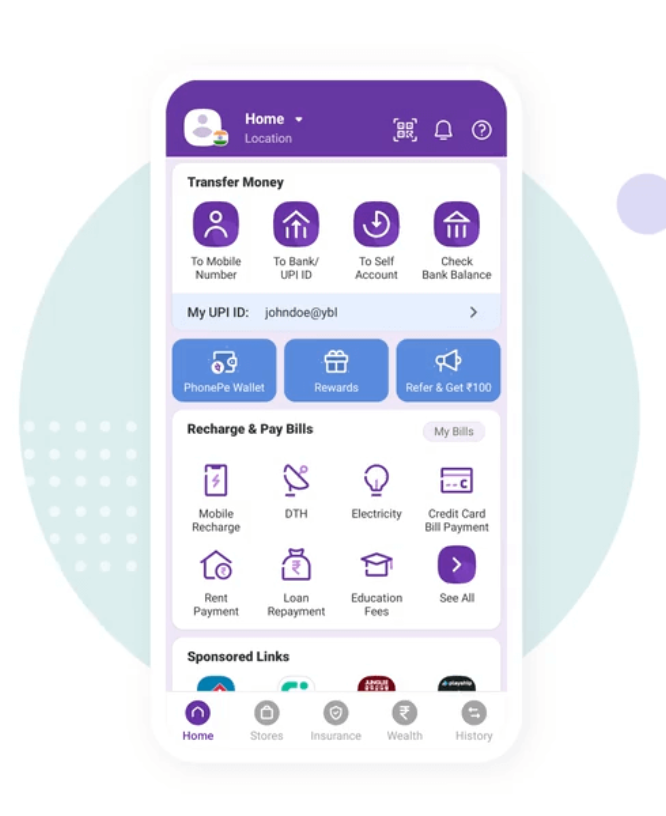 Home
Location
Transfer Money
To Mobile
Number
To Bank/
UPI ID
To Self
Account
Check
Bank Balance
My UPI ID: johndoe@ybl
PhonePe Wallet
Rewards
Refer & Get ₹100
Recharge & Pay Bills
My Bills
Mobile
Recharge
DTH
Electricity
Credit Card
Bill Payment
Rent
Payment
Loan
Repayment
Education
Fees
See All
Sponsored Links
playship
Home
Stores
Insurance
Wealth
History